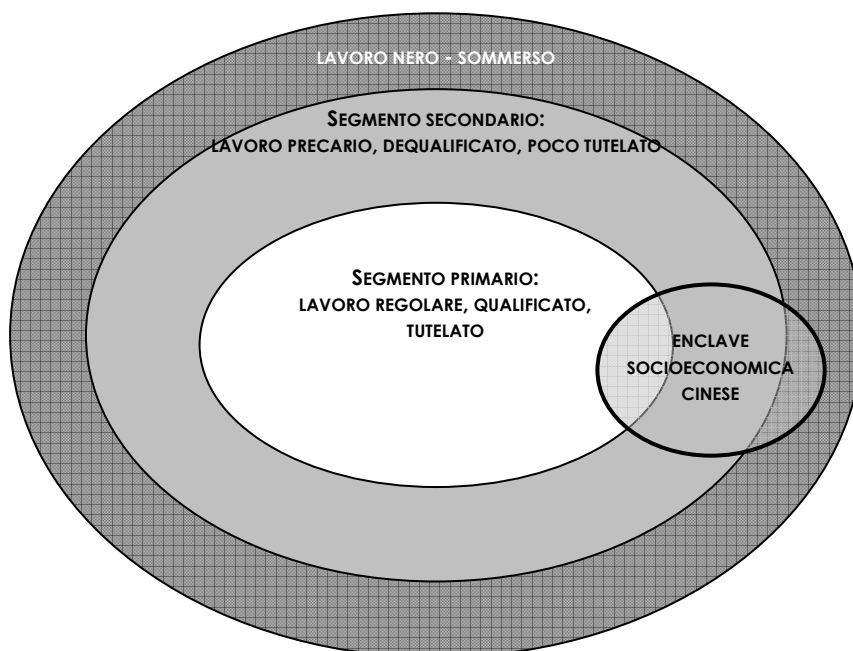 LAVORO NERO - SOMMERSO
SEGMENTO SECONDARIO:
LAVORO PRECARIO, DEQUALIFICATO, POCO TUTELATO
SEGMENTO PRIMARIO:
LAVORO REGOLARE, QUALIFICATO,
TUTELATO
ENCLAVE
SOCIOECONOMICA
CINESE